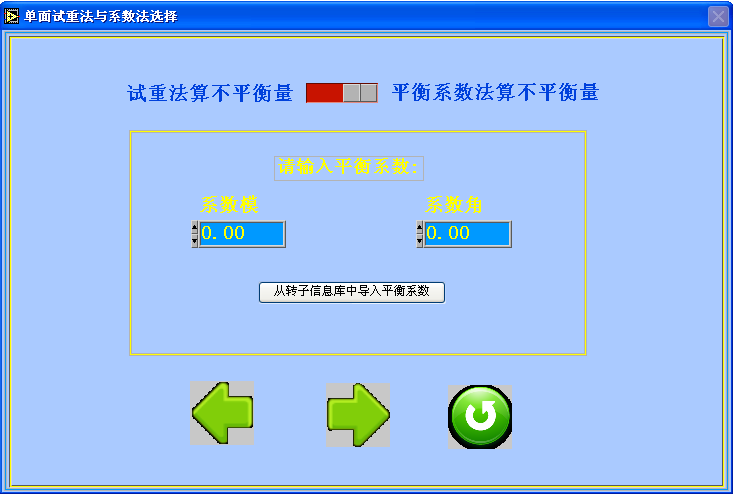 单面试重法与系数法选择
试重法算不平衡量 平衡系数法算不平衡量
请输入平衡系数:
系数模 系数角
0.00 0.00
从转子信息库中导入平衡系数